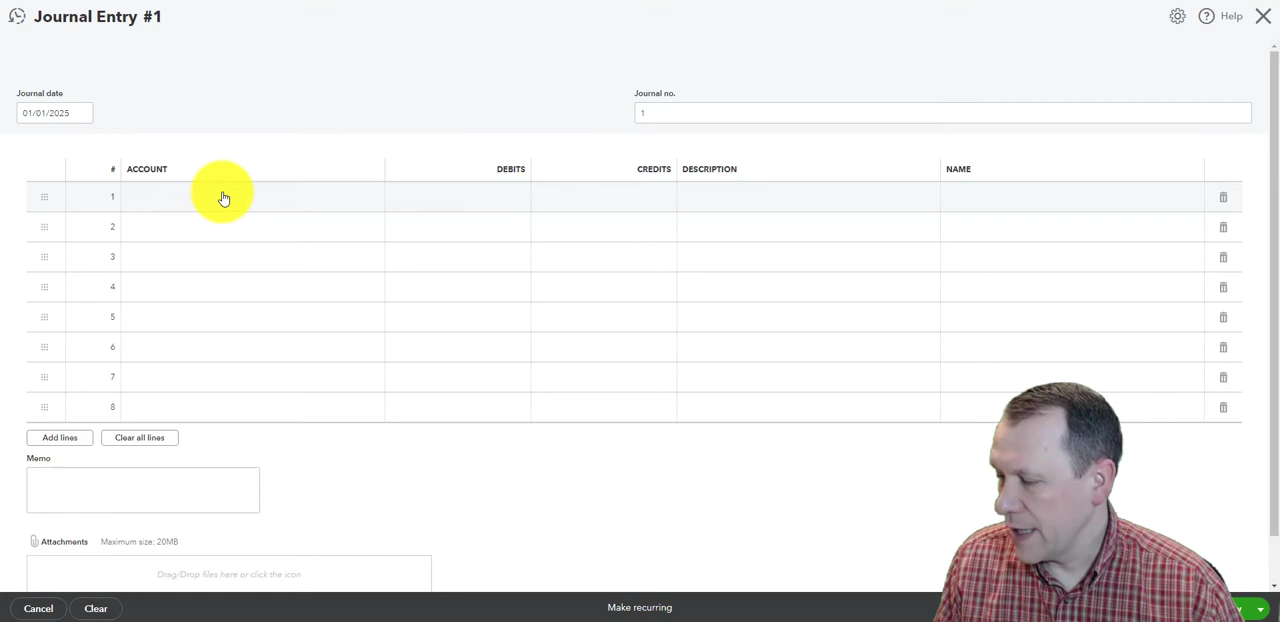 Journal Entry #1
Help
Journal date
Journal no.
01/01/2025
1
# ACCOUNT DEBITS CREDITS DESCRIPTION NAME
1
2
3
4
5
6
7
8
Add lines Clear all lines
Memo
Attachments Maximum size: 20MB
Drag/Drop files here or click the icon
Cancel Clear Make recurring